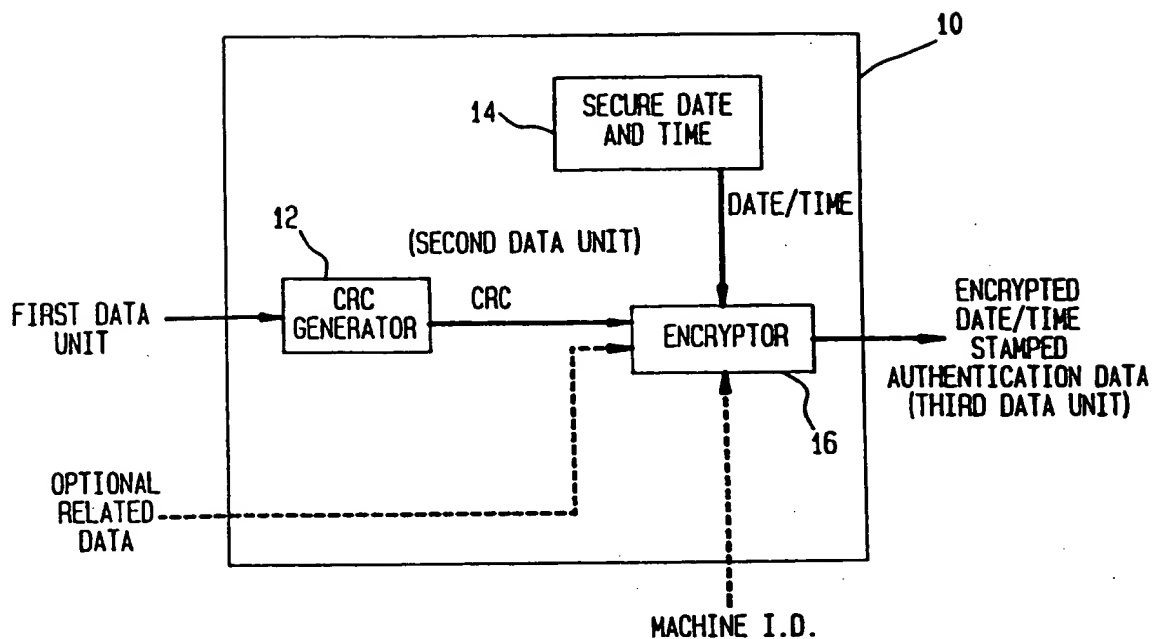 10
14
SECURE DATE
AND TIME
DATE/TIME
12
(SECOND DATA UNIT)
FIRST DATA
UNIT
CRC
GENERATOR
CRC
ENCRYPTOR
ENCRYPTED
DATE/TIME
STAMPED
AUTHENTICATION DATA
(THIRD DATA UNIT)
16
OPTIONAL
RELATED
DATA
MACHINE I.D.